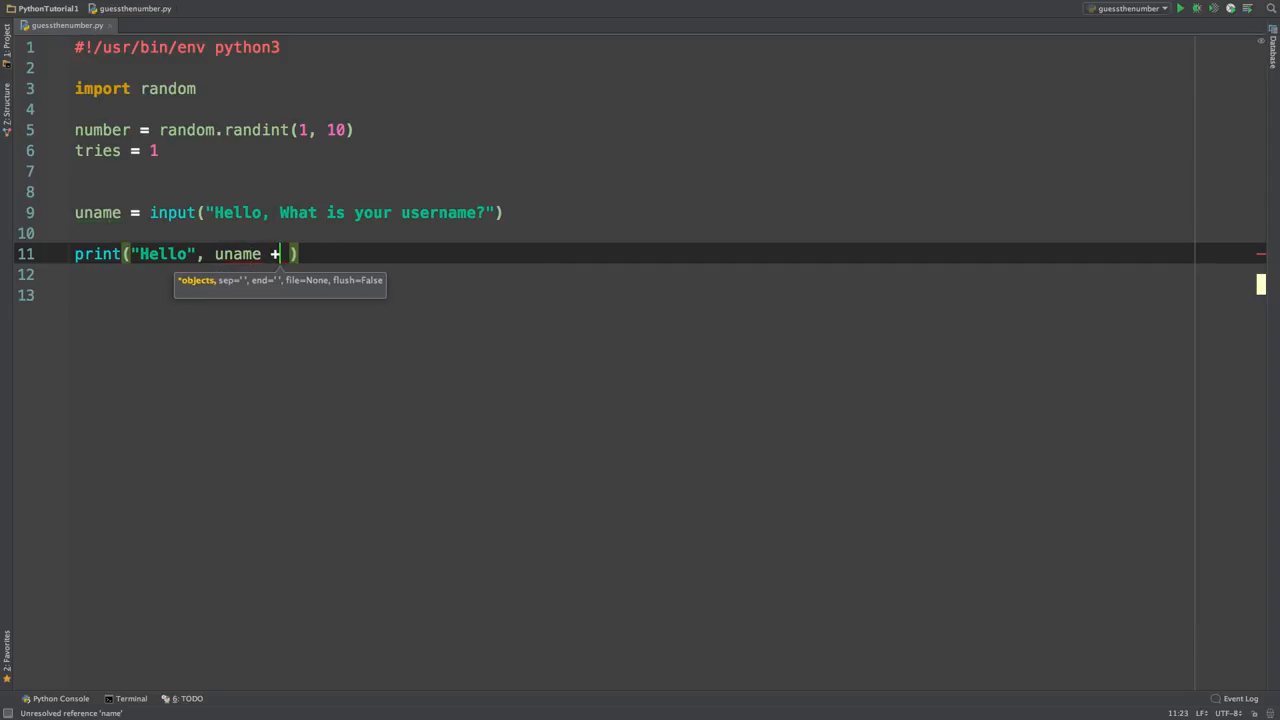 PythonTutorial1 guessthenumber.py guessthenumber
guessthenumber.py
1: Project
Z: Structure
2: Favorites
Database
1 #!/usr/bin/env python3
2
3 import random
4
5 number = random.randint(1, 10)
6 tries = 1
7
8
9 uname = input("Hello, What is your username?")
10
11 print("Hello", uname + )
*objects, sep=' ', end=' ', file=None, flush=False
12
13
Python Console Terminal 6: TODO Event Log
Unresolved reference 'name' 11:23 LF÷ UTF-8÷